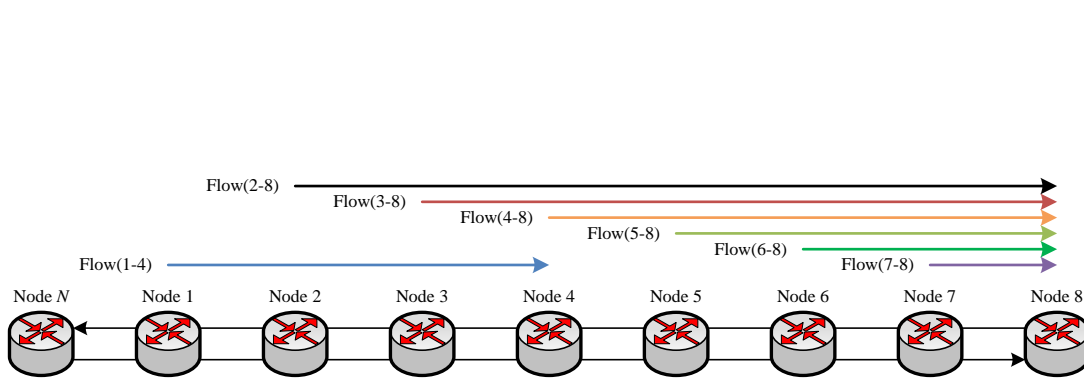 Flow(2-8)
Flow(3-8)
Flow(4-8)
Flow(5-8)
Flow(6-8)
Flow(1-4) Flow(7-8)
Node N Node 1 Node 2 Node 3 Node 4 Node 5 Node 6 Node 7 Node 8